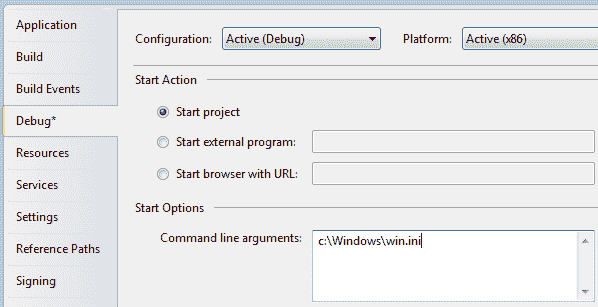 Application
Configuration: Active (Debug) Platform: Active (x86)
Build
Build Events
Start Action
Debug*
Start project
Start external program:
Resources
Start browser with URL:
Services
Settings
Start Options
Reference Paths
Command line arguments: c:\Windows\win.ini
Signing